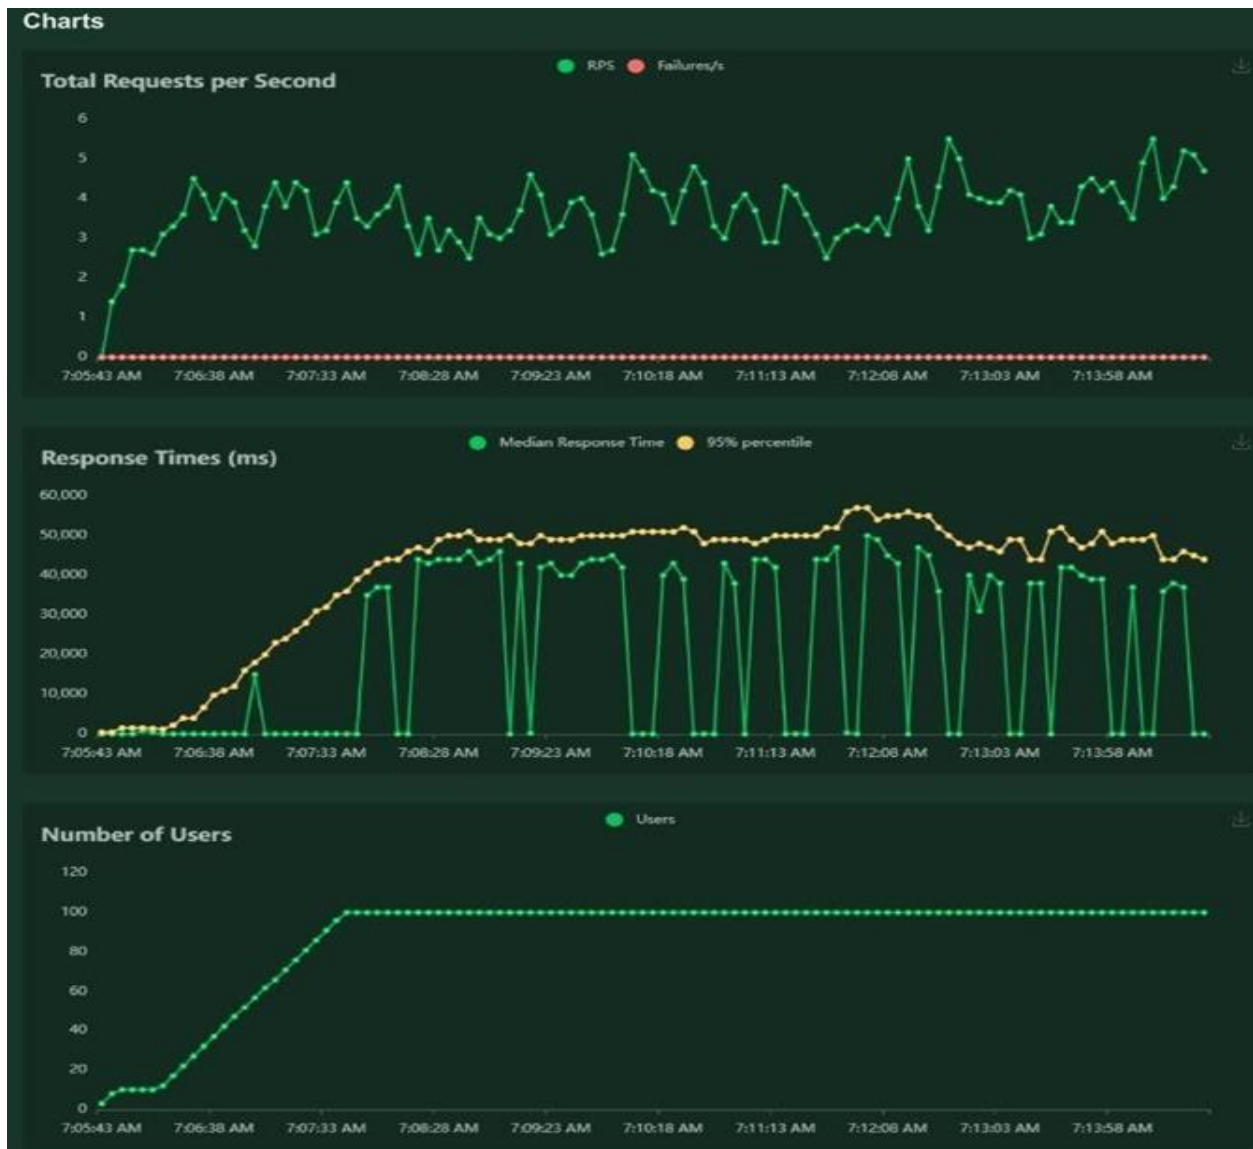 Charts
RPS Failures/s
Total Requests per Second
6
5
4
3
2
1
0
7:05:43 AM 7:06:38 AM 7:07:33 AM 7:08:28 AM 7:09:23 AM 7:10:18 AM 7:11:13 AM 7:12:08 AM 7:13:03 AM 7:13:58 AM
Median Response Time 95% percentile
Response Times (ms)
60,000
50,000
40,000
30,000
20,000
10,000
0
7:05:43 AM 7:06:38 AM 7:07:33 AM 7:08:28 AM 7:09:23 AM 7:10:18 AM 7:11:13 AM 7:12:08 AM 7:13:03 AM 7:13:58 AM
Users
Number of Users
120
100
80
60
40
20
0
7:05:43 AM 7:06:38 AM 7:07:33 AM 7:08:28 AM 7:09:23 AM 7:10:18 AM 7:11:13 AM 7:12:08 AM 7:13:03 AM 7:13:58 AM